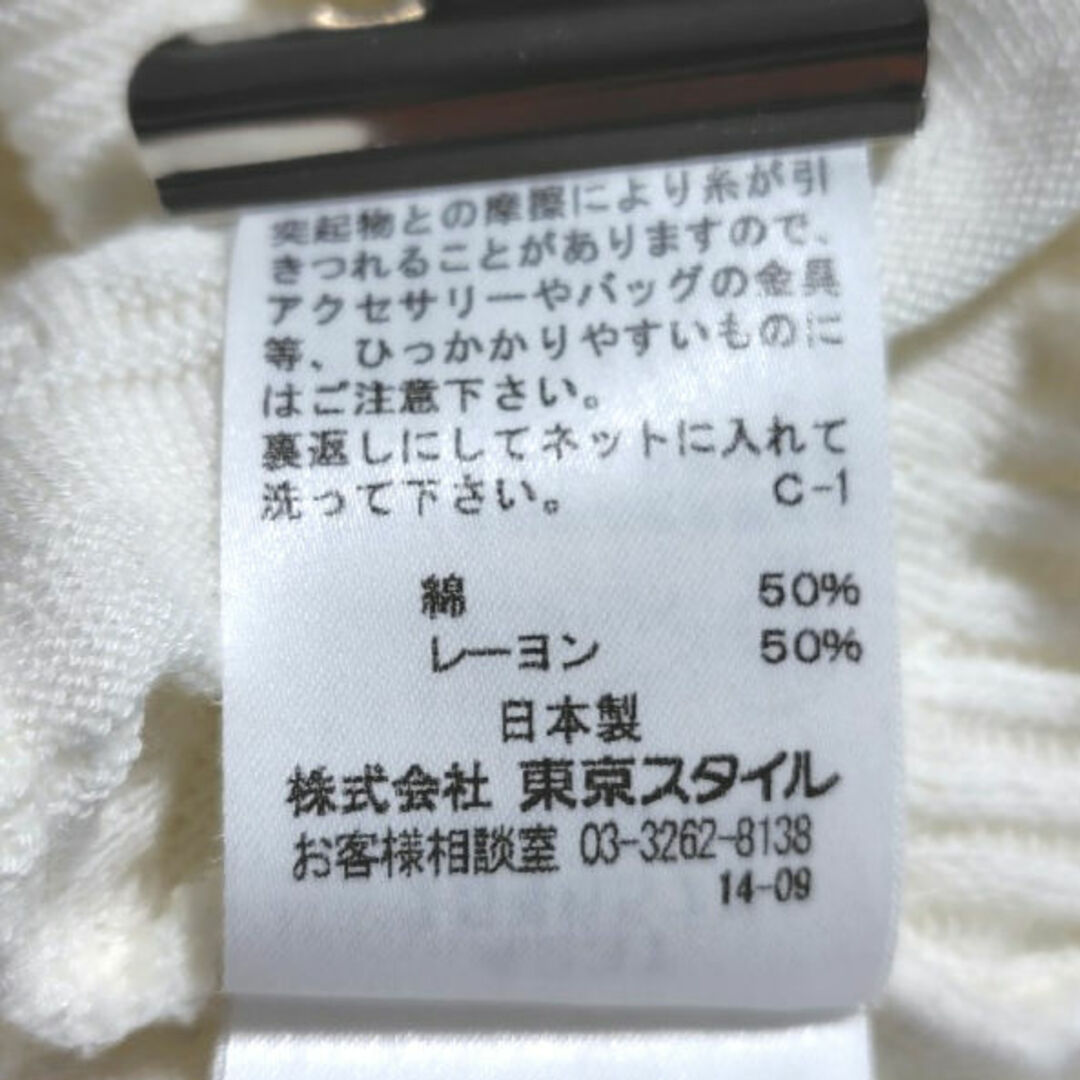 突起物との摩擦により糸が引
きつれることがありますので、
アクセサリーやバッグの金具
等、ひっかかりやすいものに
はご注意下さい。
裏返しにしてネットに入れて
洗って下さい。 C-1
綿 50%
レーヨン 50%
日本製
株式会社 東京スタイル
お客様相談室 03-3262-8138
14-09